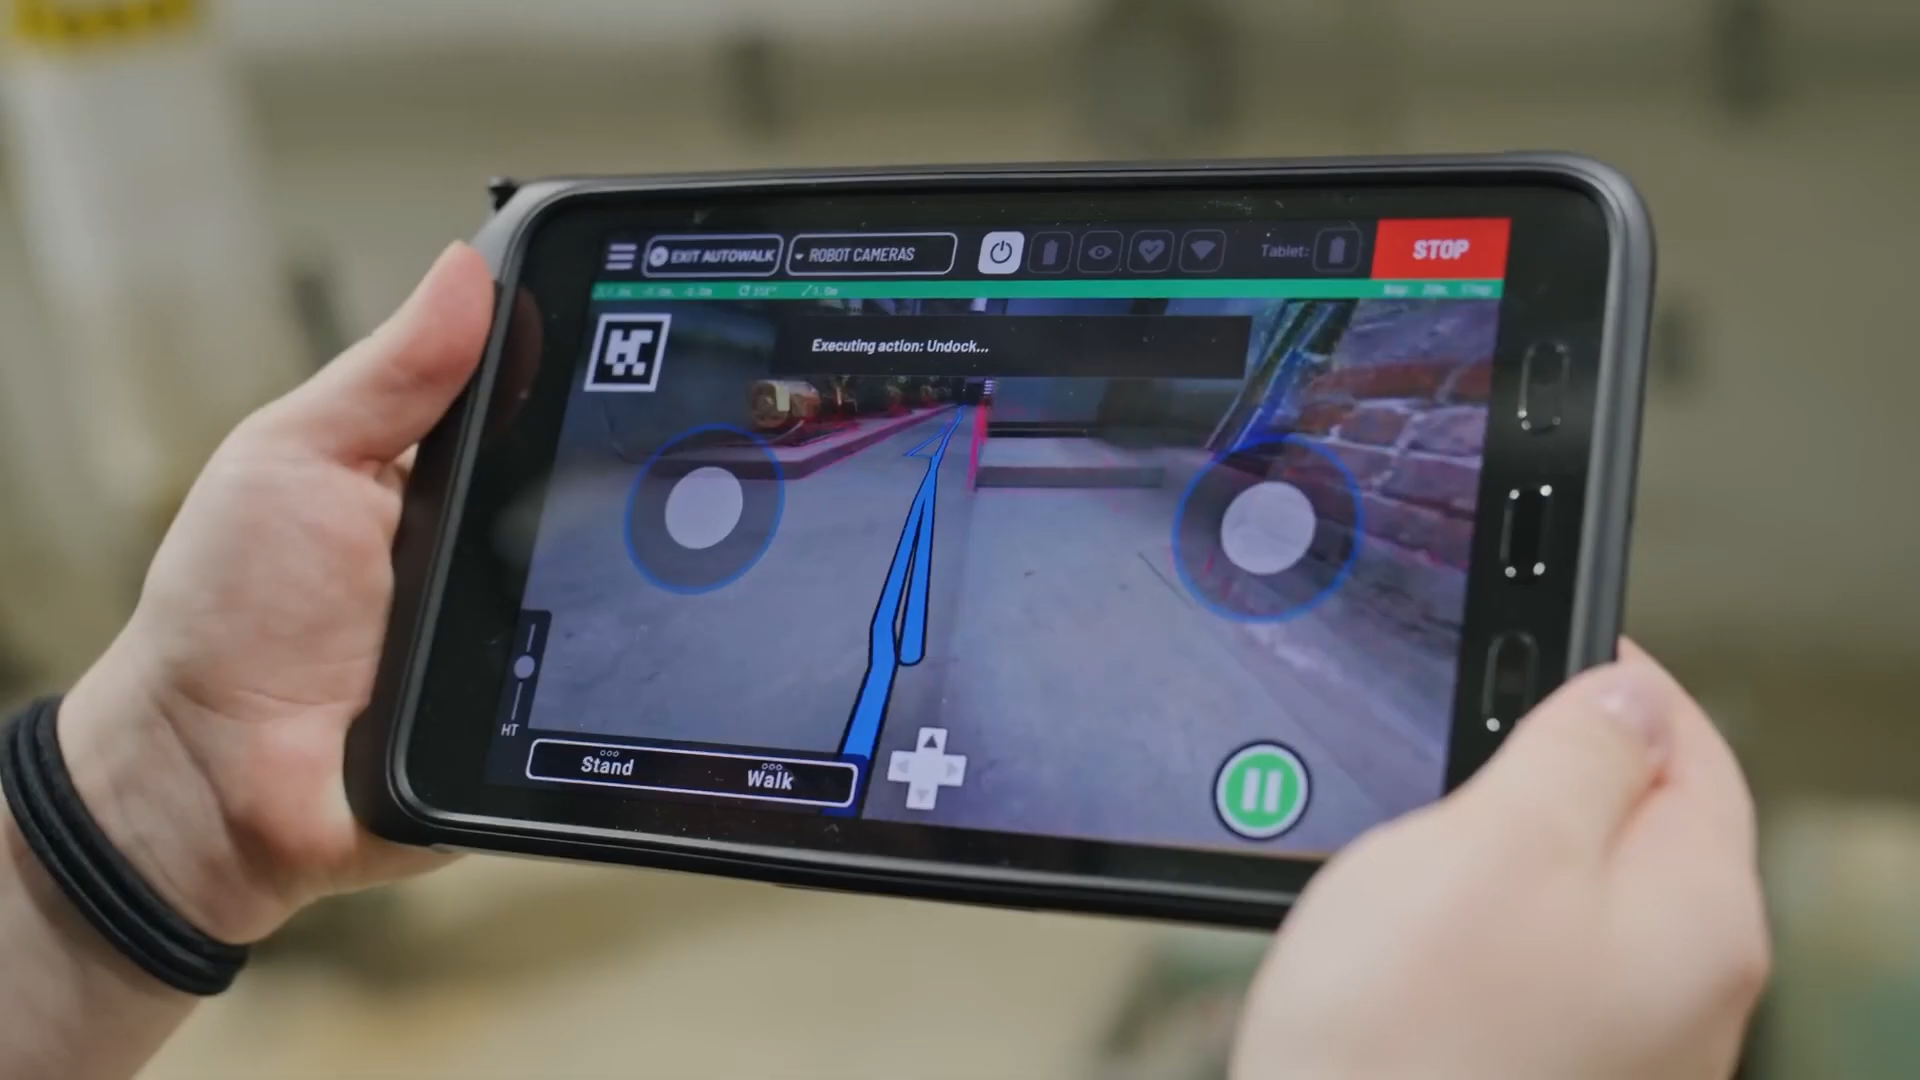 EXIT AUTOWALK
ROBOT CAMERAS
Tablet:
STOP
Executing action: Undock...
HT
Stand
Walk